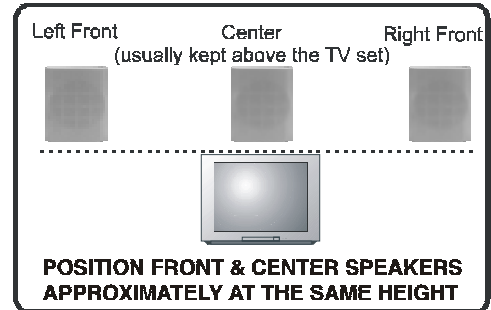 Left Front
Center
Right Front
(usually kept above the TV set)
POSITION FRONT & CENTER SPEAKERS
APPROXIMATELY AT THE SAME HEIGHT